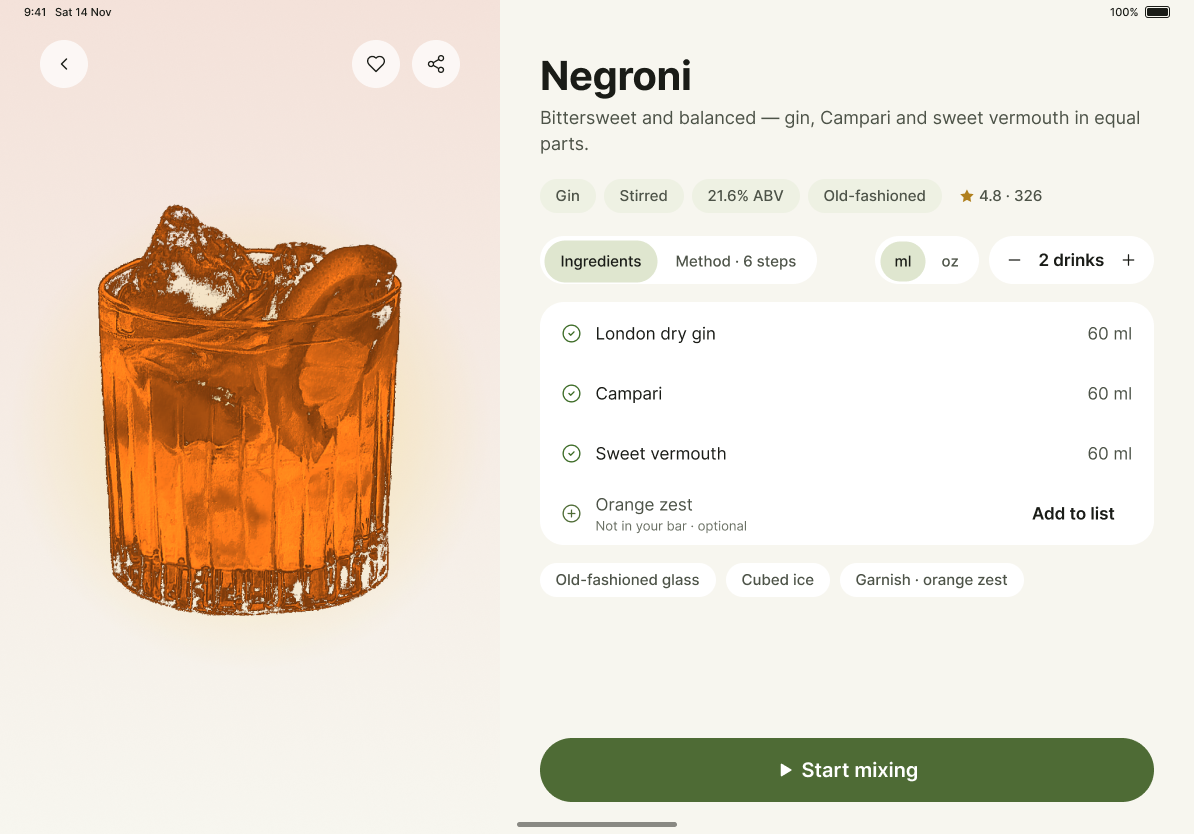 9:41 Sat 14 Nov
100%
Negroni
Bittersweet and balanced — gin, Campari and sweet vermouth in equal
parts.
Gin
Stirred
21.6% ABV
Old-fashioned
4.8 · 326
Ingredients
Method · 6 steps
ml
oz
2 drinks
London dry gin
60 ml
Campari
60 ml
Sweet vermouth
60 ml
Orange zest
Not in your bar · optional
Add to list
Old-fashioned glass
Cubed ice
Garnish · orange zest
Start mixing